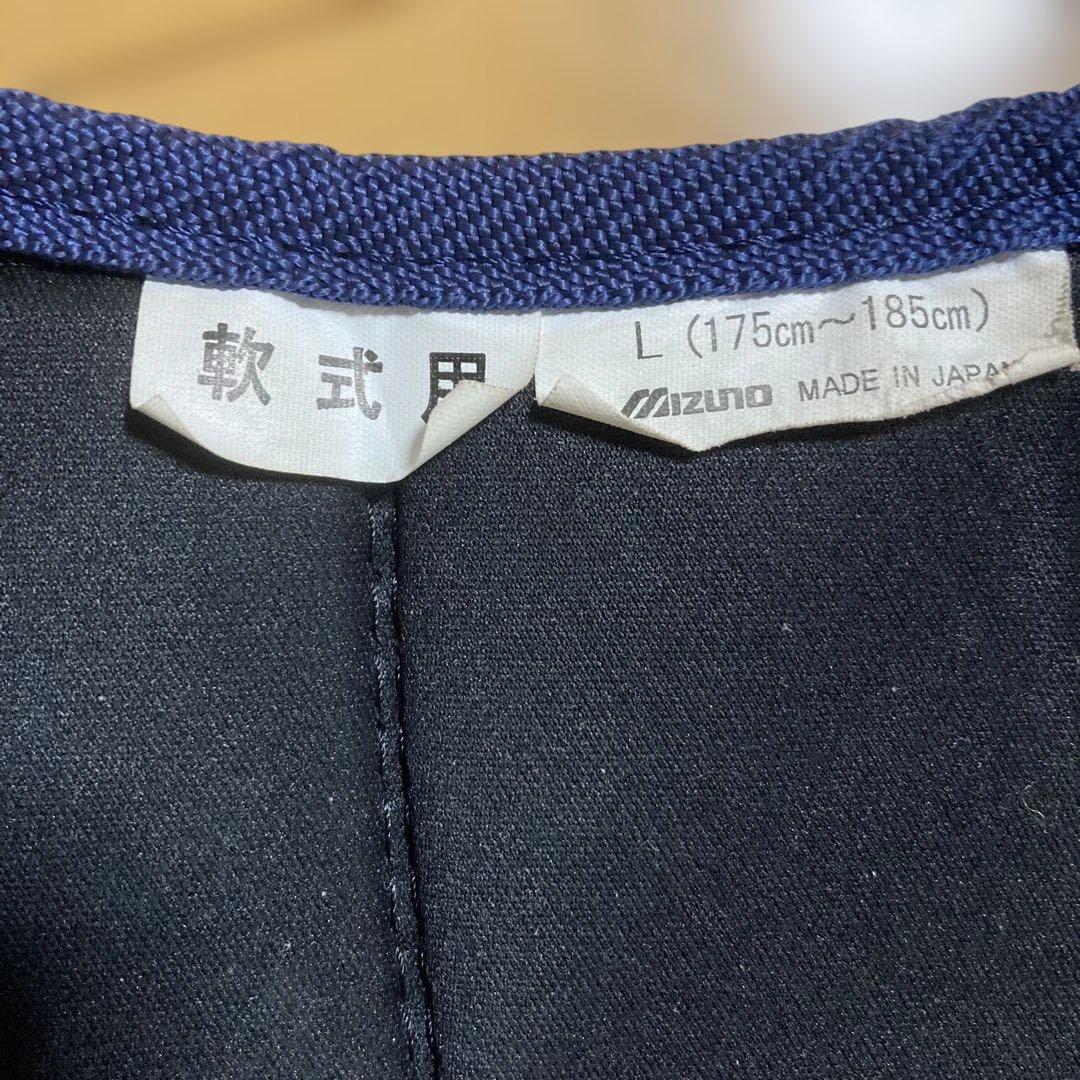 軟式用
L (175cm~185cm)
MIZUNO MADE IN JAPAN